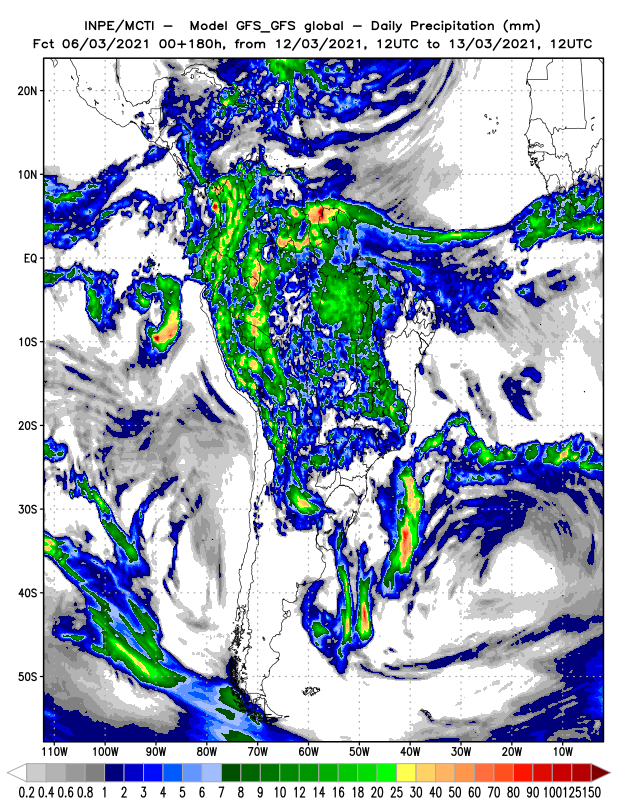 INPE/MCTI – Model GFS_GFS global – Daily Precipitation (mm)
Fct 06/03/2021 00+180h, from 12/03/2021, 12UTC to 13/03/2021, 12UTC
20N
10N
EQ
10S
20S
30S
40S
50S
110W 100W 90W 80W 70W 60W 50W 40W 30W 20W 10W
0.2 0.4 0.6 0.8 1 2 3 4 5 6 7 8 9 10 12 14 16 18 20 25 30 40 50 60 70 80 90 100 125 150